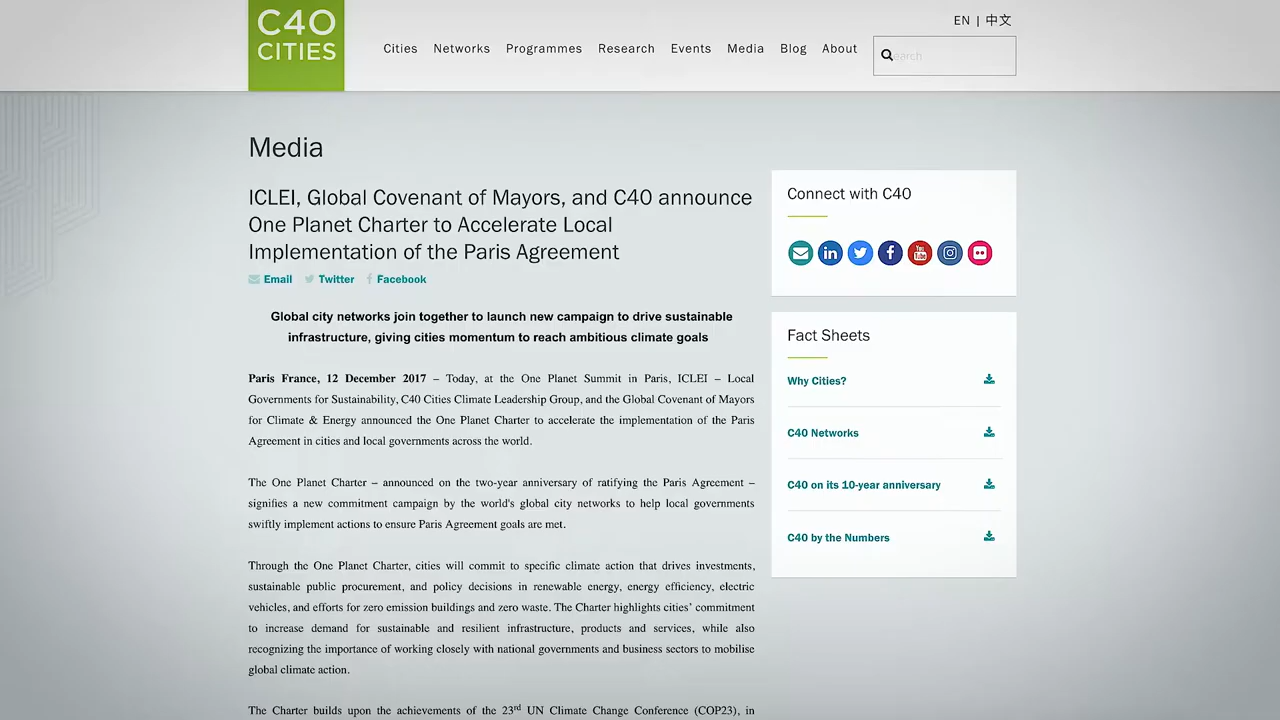 C40
CITIES
EN | 中文
Cities Networks Programmes Research Events Media Blog About
Search
Media
ICLEI, Global Covenant of Mayors, and C40 announce
One Planet Charter to Accelerate Local
Implementation of the Paris Agreement
Email Twitter Facebook
Global city networks join together to launch new campaign to drive sustainable
infrastructure, giving cities momentum to reach ambitious climate goals
Paris France, 12 December 2017 – Today, at the One Planet Summit in Paris, ICLEI – Local
Governments for Sustainability, C40 Cities Climate Leadership Group, and the Global Covenant of Mayors
for Climate & Energy announced the One Planet Charter to accelerate the implementation of the Paris
Agreement in cities and local governments across the world.
The One Planet Charter – announced on the two-year anniversary of ratifying the Paris Agreement –
signifies a new commitment campaign by the world's global city networks to help local governments
swiftly implement actions to ensure Paris Agreement goals are met.
Through the One Planet Charter, cities will commit to specific climate action that drives investments,
sustainable public procurement, and policy decisions in renewable energy, energy efficiency, electric
vehicles, and efforts for zero emission buildings and zero waste. The Charter highlights cities’ commitment
to increase demand for sustainable and resilient infrastructure, products and services, while also
recognizing the importance of working closely with national governments and business sectors to mobilise
global climate action.
The Charter builds upon the achievements of the 23rd UN Climate Change Conference (COP23), in
Connect with C40
in f You Tube
Fact Sheets
Why Cities?
C40 Networks
C40 on its 10-year anniversary
C40 by the Numbers